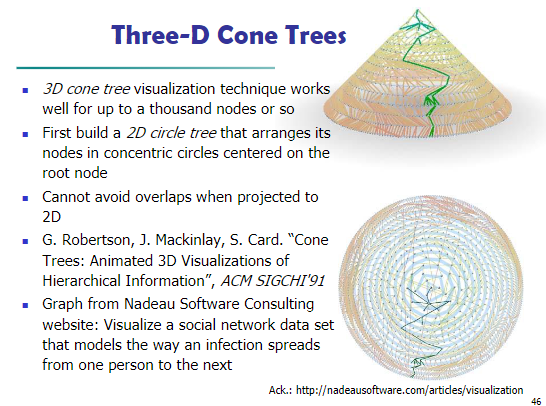 Three-D Cone Trees
3D cone tree visualization technique works
well for up to a thousand nodes or so
First build a 2D circle tree that arranges its
nodes in concentric circles centered on the
root node
Cannot avoid overlaps when projected to
2D
G. Robertson, J. Mackinlay, S. Card. “Cone
Trees: Animated 3D Visualizations of
Hierarchical Information”, ACM SIGCHI'91
Graph from Nadeau Software Consulting
website: Visualize a social network data set
that models the way an infection spreads
from one person to the next
Ack.: http://nadeausoftware.com/articles/visualization
46